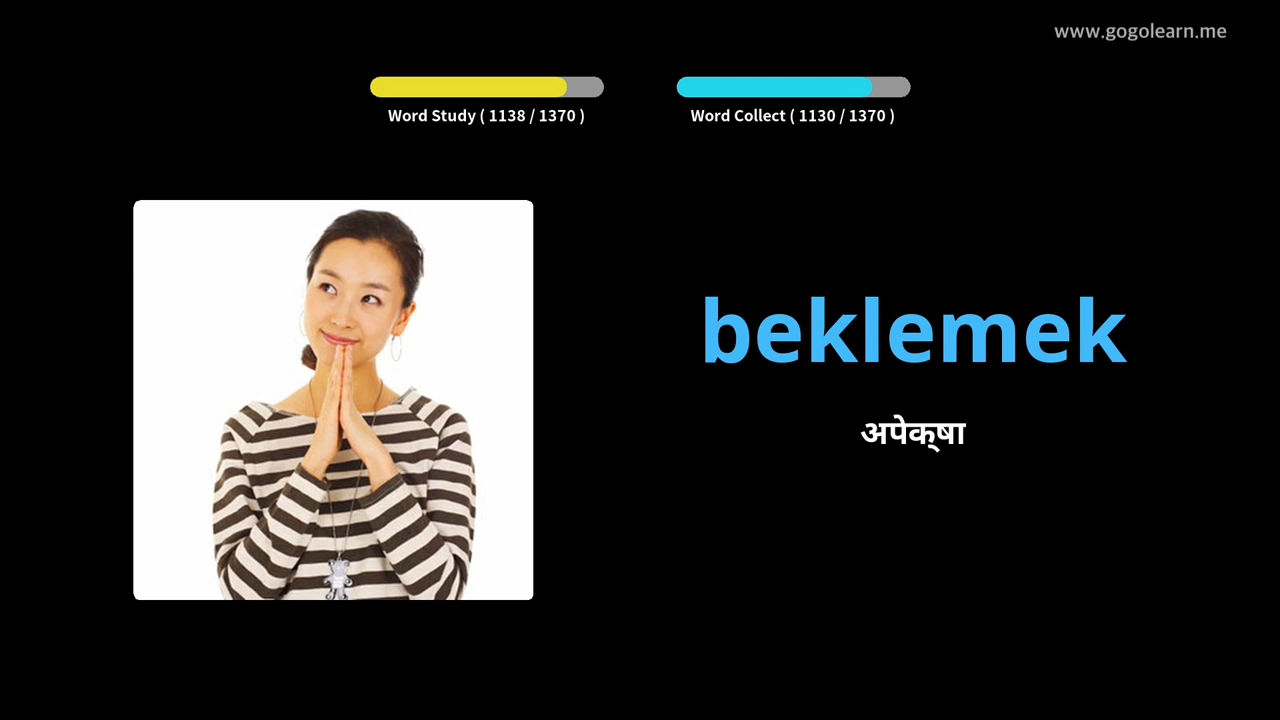 www.gogolearn.me
Word Study ( 1138 / 1370 )
Word Collect ( 1130 / 1370 )
beklemek
अपेक्‌षा